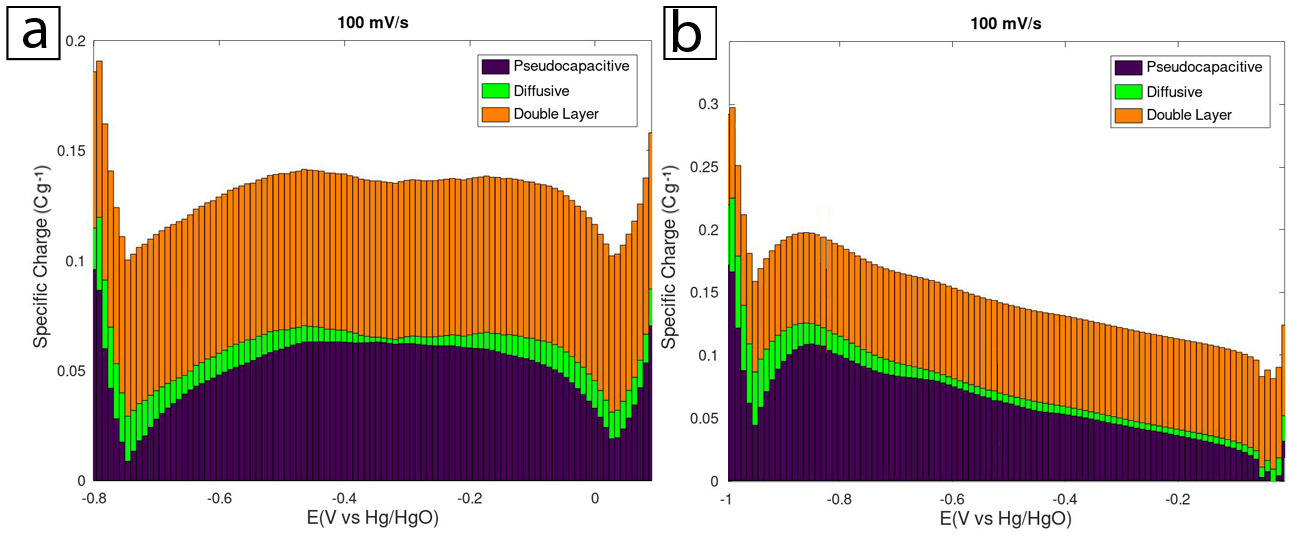 a
100 mV/s
0.2
0.15
0.1
0.05
0
Specific Charge (Cg⁻¹)
Pseudocapacitive
Diffusive
Double Layer
-0.8
-0.6
-0.4
-0.2
0
E(V vs Hg/HgO)
b
100 mV/s
0.3
0.25
0.2
0.15
0.1
0.05
0
Specific Charge (Cg⁻¹)
Pseudocapacitive
Diffusive
Double Layer
-1
-0.8
-0.6
-0.4
-0.2
E(V vs Hg/HgO)